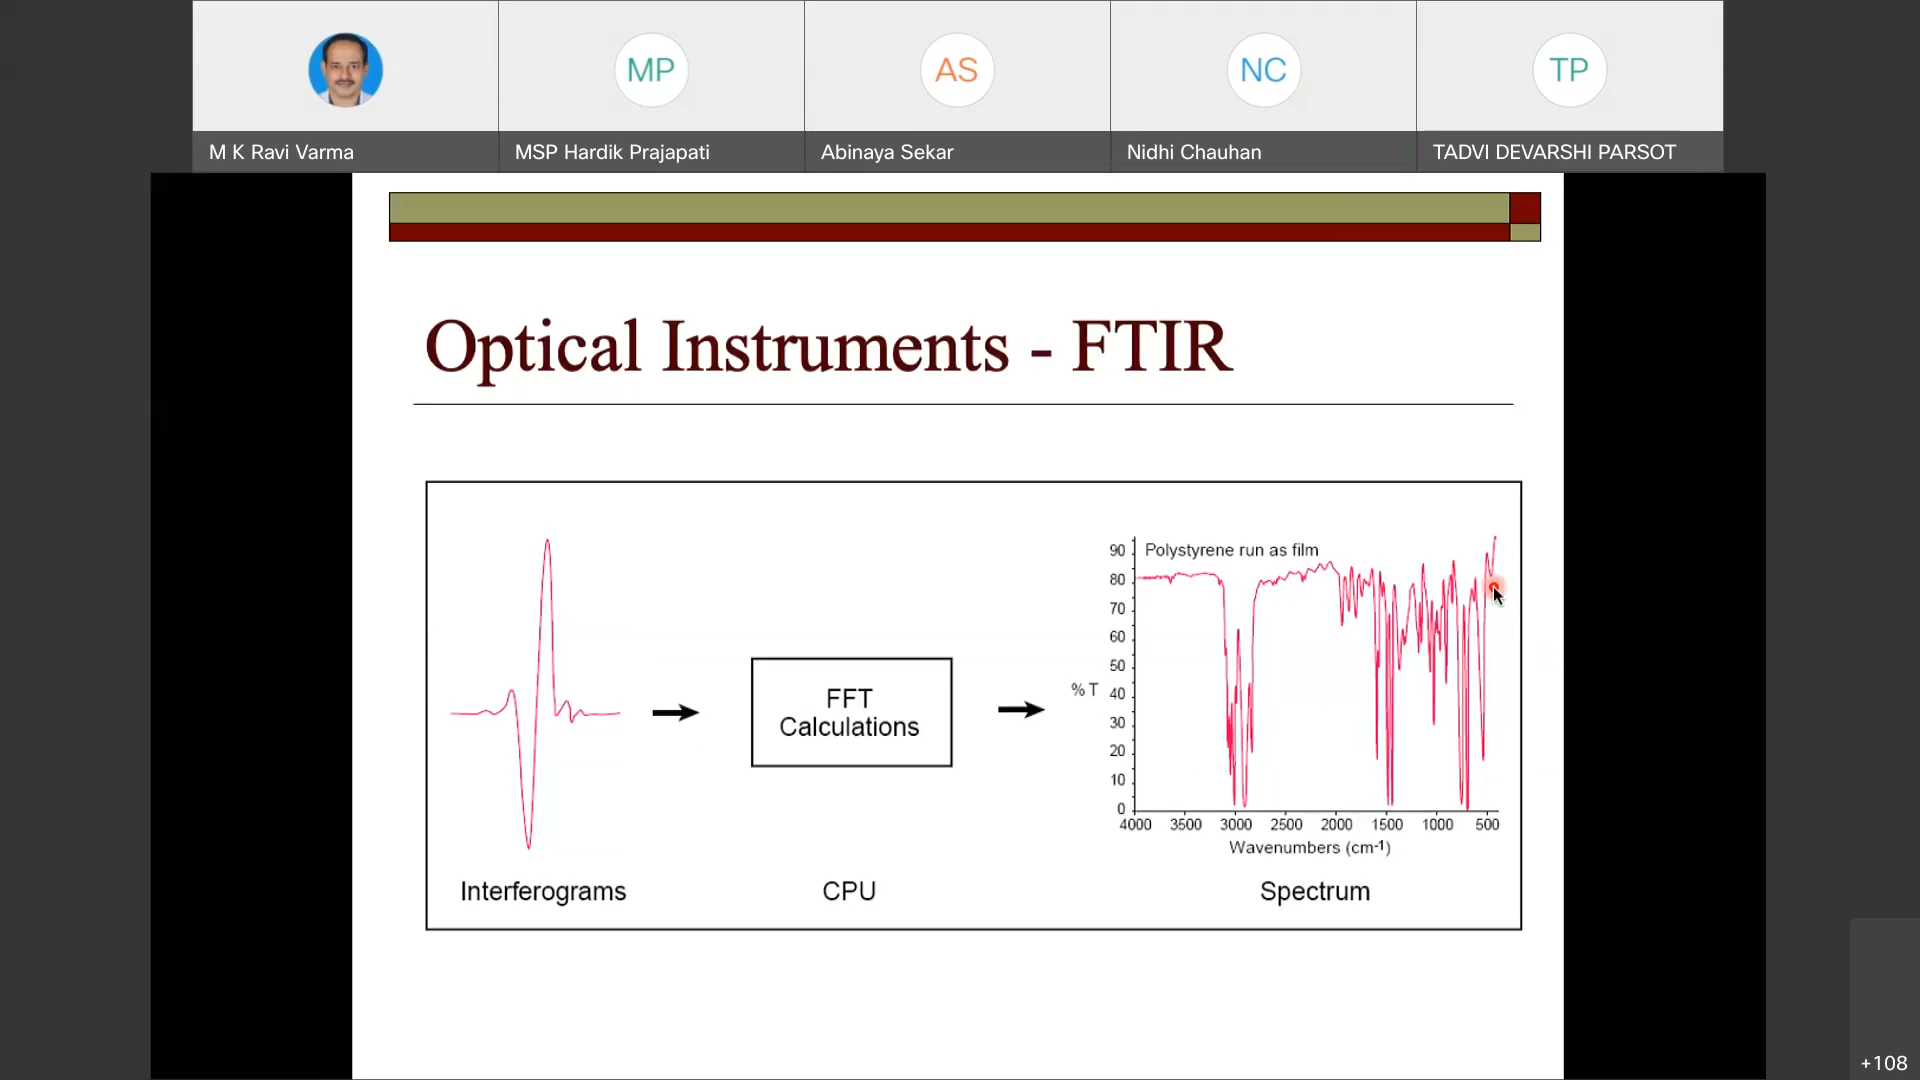 MP
AS
NC
TP
M K Ravi Varma
MSP Hardik Prajapati
Abinaya Sekar
Nidhi Chauhan
TADVI DEVARSHI PARSOT
Optical Instruments - FTIR
Polystyrene run as film
90
80
70
60
50
% T 40
30
20
10
0
4000 3500 3000 2500 2000 1500 1000 500
Wavenumbers (cm-1)
FFT
Calculations
Interferograms
CPU
Spectrum
+108